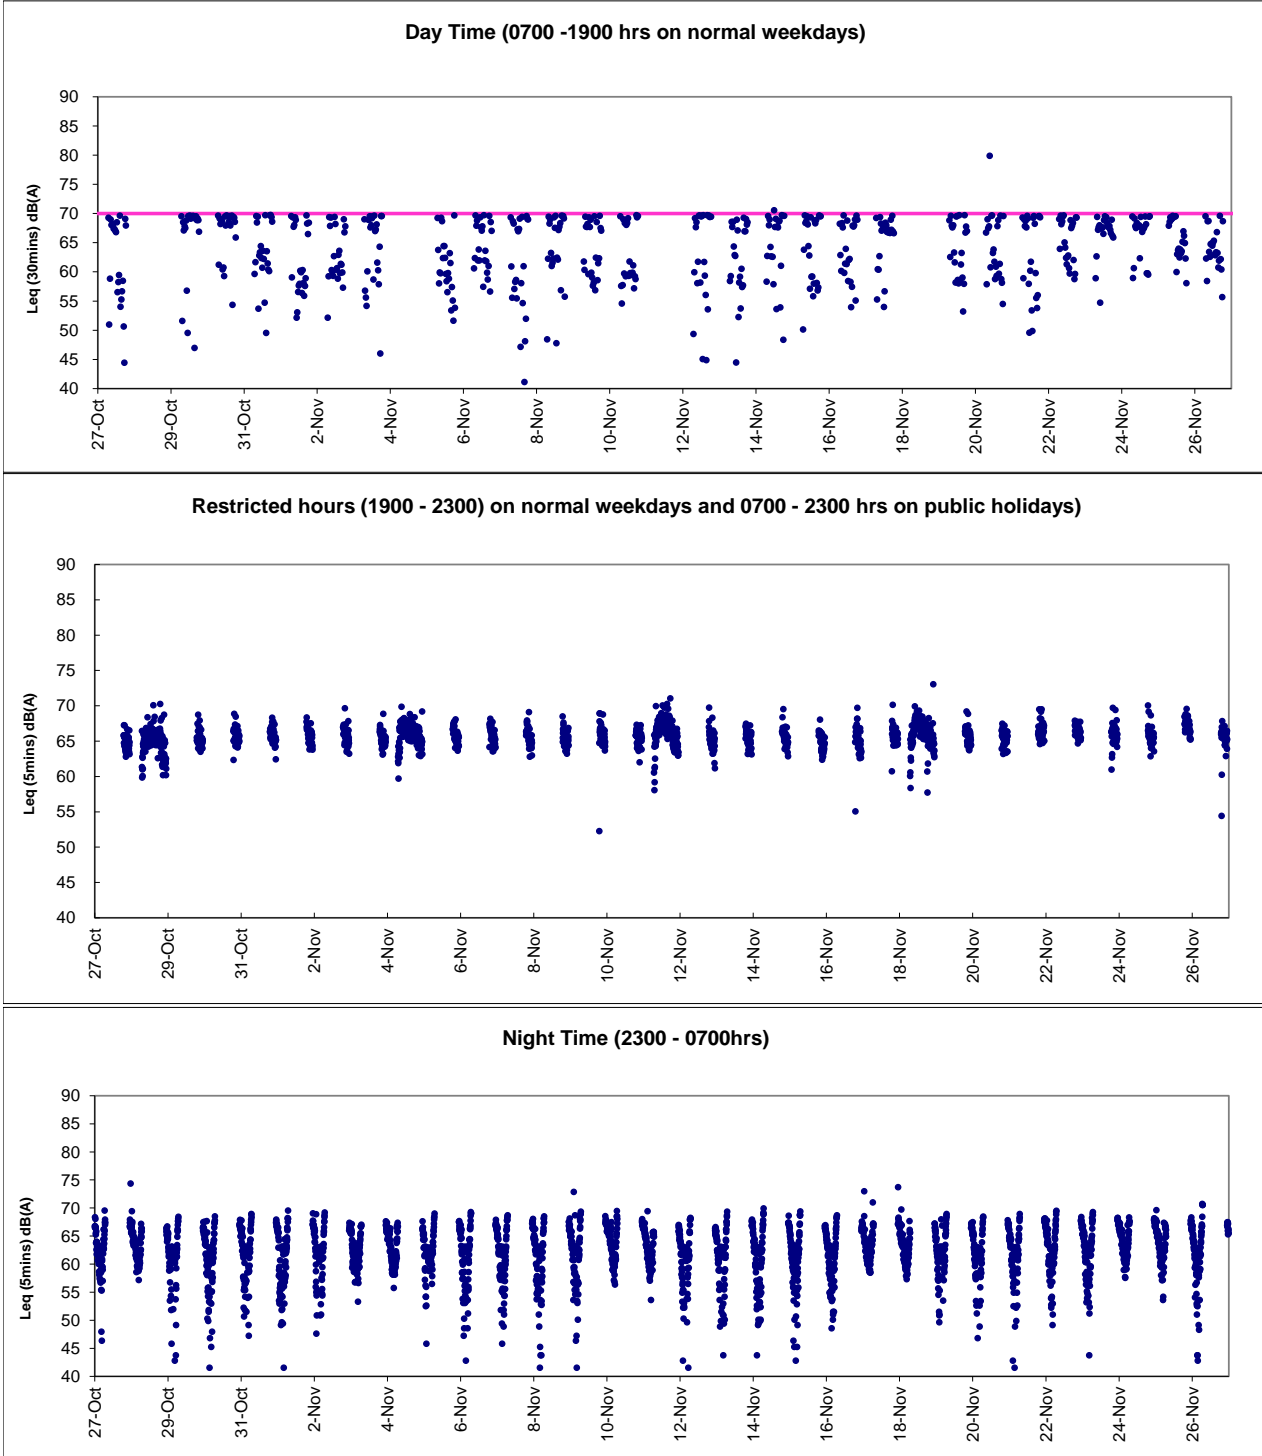 Day Time (0700 -1900 hrs on normal weekdays)
Leq (30mins) dB(A)
90
85
80
75
70
65
60
55
50
45
40
27-Oct
29-Oct
31-Oct
2-Nov
4-Nov
6-Nov
8-Nov
10-Nov
12-Nov
14-Nov
16-Nov
18-Nov
20-Nov
22-Nov
24-Nov
26-Nov
Restricted hours (1900 - 2300) on normal weekdays and 0700 - 2300 hrs on public holidays)
Leq (5mins) dB(A)
90
85
80
75
70
65
60
55
50
45
40
27-Oct
29-Oct
31-Oct
2-Nov
4-Nov
6-Nov
8-Nov
10-Nov
12-Nov
14-Nov
16-Nov
18-Nov
20-Nov
22-Nov
24-Nov
26-Nov
Night Time (2300 - 0700hrs)
Leq (5mins) dB(A)
90
85
80
75
70
65
60
55
50
45
40
27-Oct
29-Oct
31-Oct
2-Nov
4-Nov
6-Nov
8-Nov
10-Nov
12-Nov
14-Nov
16-Nov
18-Nov
20-Nov
22-Nov
24-Nov
26-Nov